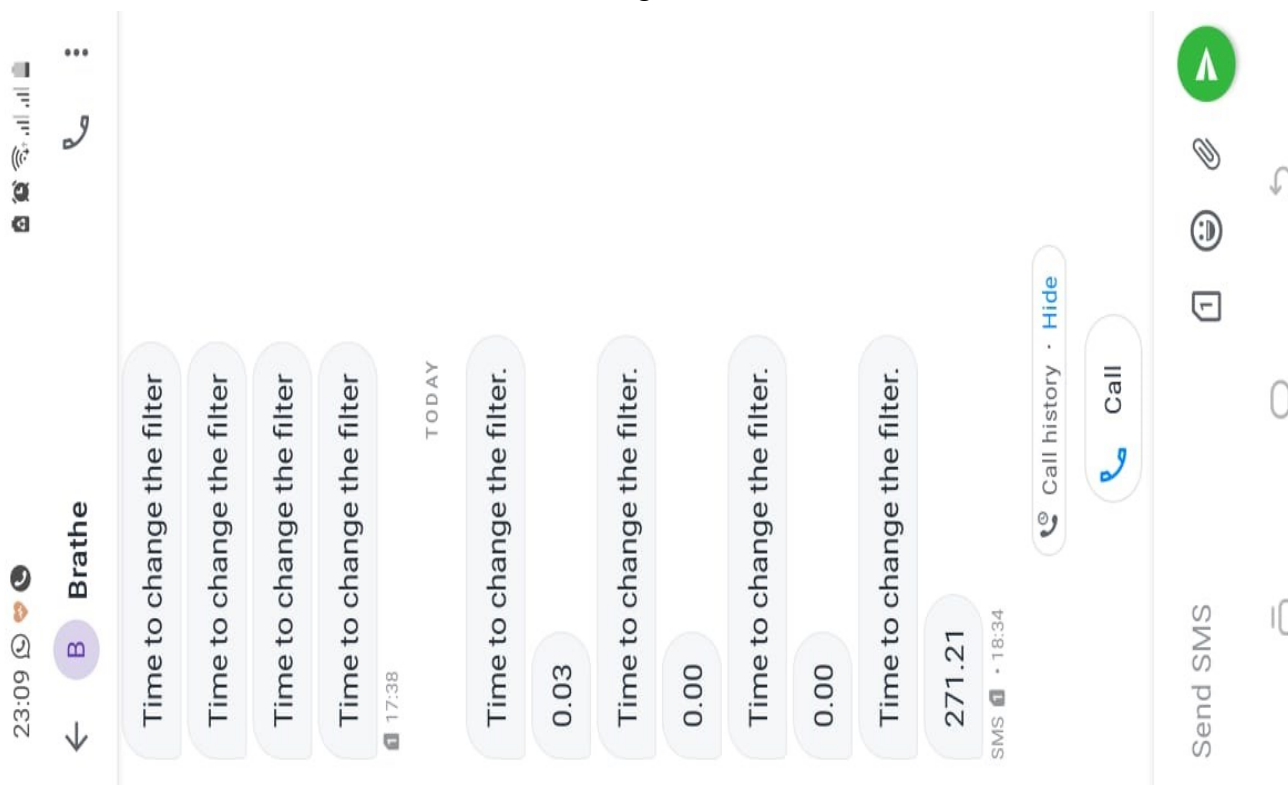 23:09
B Brathe
Time to change the filter
Time to change the filter
Time to change the filter
Time to change the filter
1 17:38
TODAY
Time to change the filter.
0.03
Time to change the filter.
0.00
Time to change the filter.
0.00
Time to change the filter.
271.21
SMS 1 · 18:34
Call history · Hide
Call
Send SMS 1